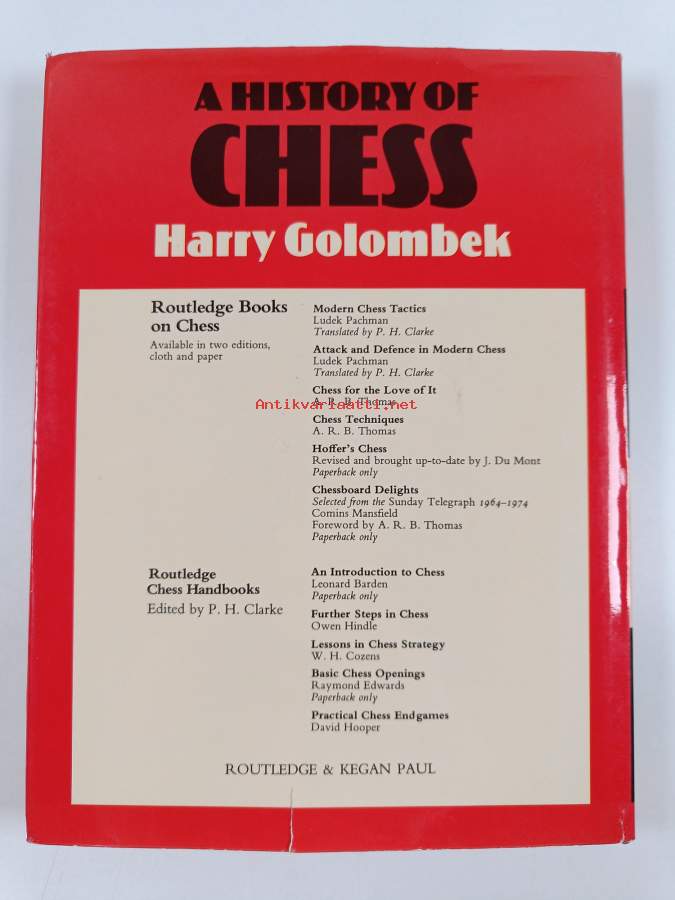 A HISTORY OF
CHESS
Harry Golombek
Routledge Books
on Chess
Available in two editions,
cloth and paper
Modern Chess Tactics
Ludek Pachman
Translated by P. H. Clarke
Attack and Defence in Modern Chess
Ludek Pachman
Translated by P. H. Clarke
Chess for the Love of It
A. R. B. Thomas
Antikvariaatti.net
Chess Techniques
A. R. B. Thomas
Hoffer's Chess
Revised and brought up-to-date by J. Du Mont
Paperback only
Chessboard Delights
Selected from the Sunday Telegraph 1964–1974
Comins Mansfield
Foreword by A. R. B. Thomas
Paperback only
Routledge
Chess Handbooks
Edited by P. H. Clarke
An Introduction to Chess
Leonard Barden
Paperback only
Further Steps in Chess
Owen Hindle
Lessons in Chess Strategy
W. H. Cozens
Basic Chess Openings
Raymond Edwards
Paperback only
Practical Chess Endgames
David Hooper
ROUTLEDGE & KEGAN PAUL